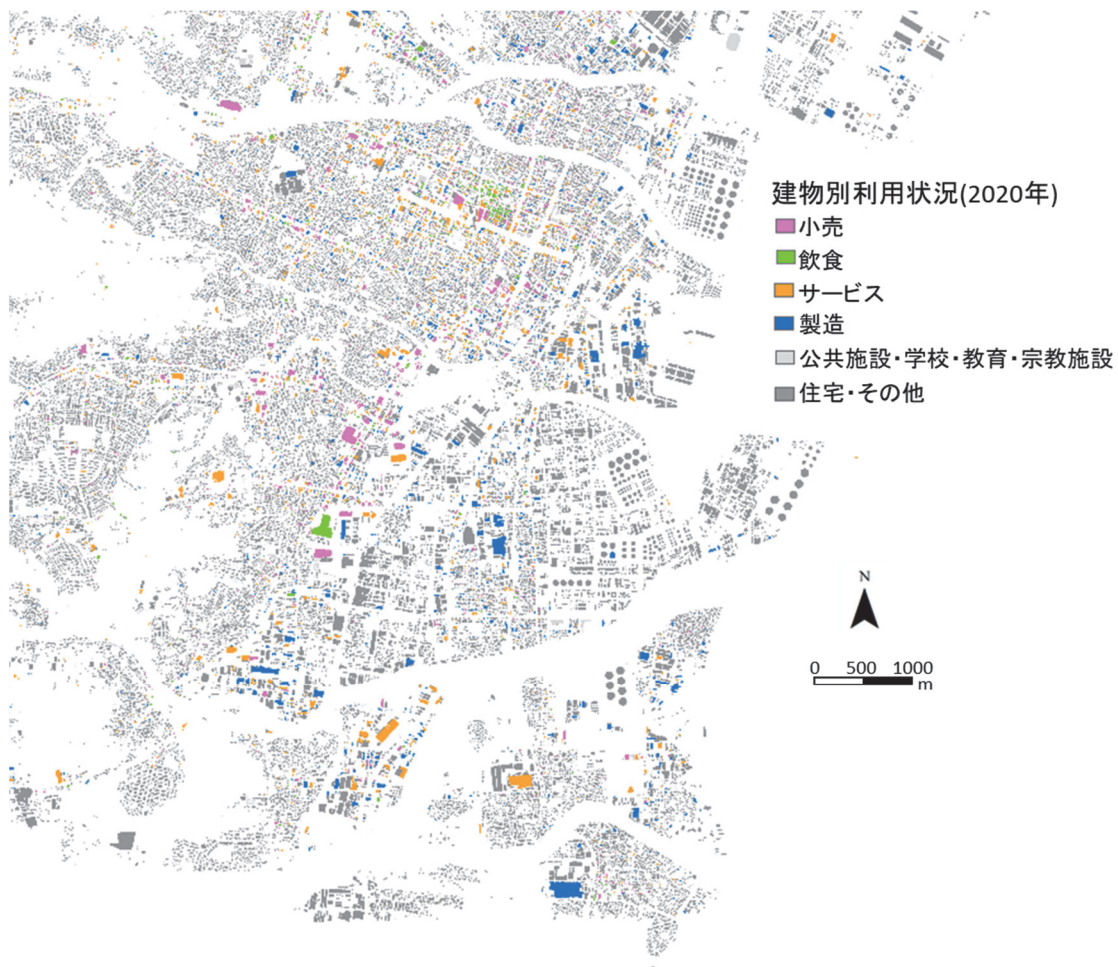 建物別利用状況(2020年)
小売
飲食
サービス
製造
公共施設・学校・教育・宗教施設
住宅・その他
N
0 500 1000
m